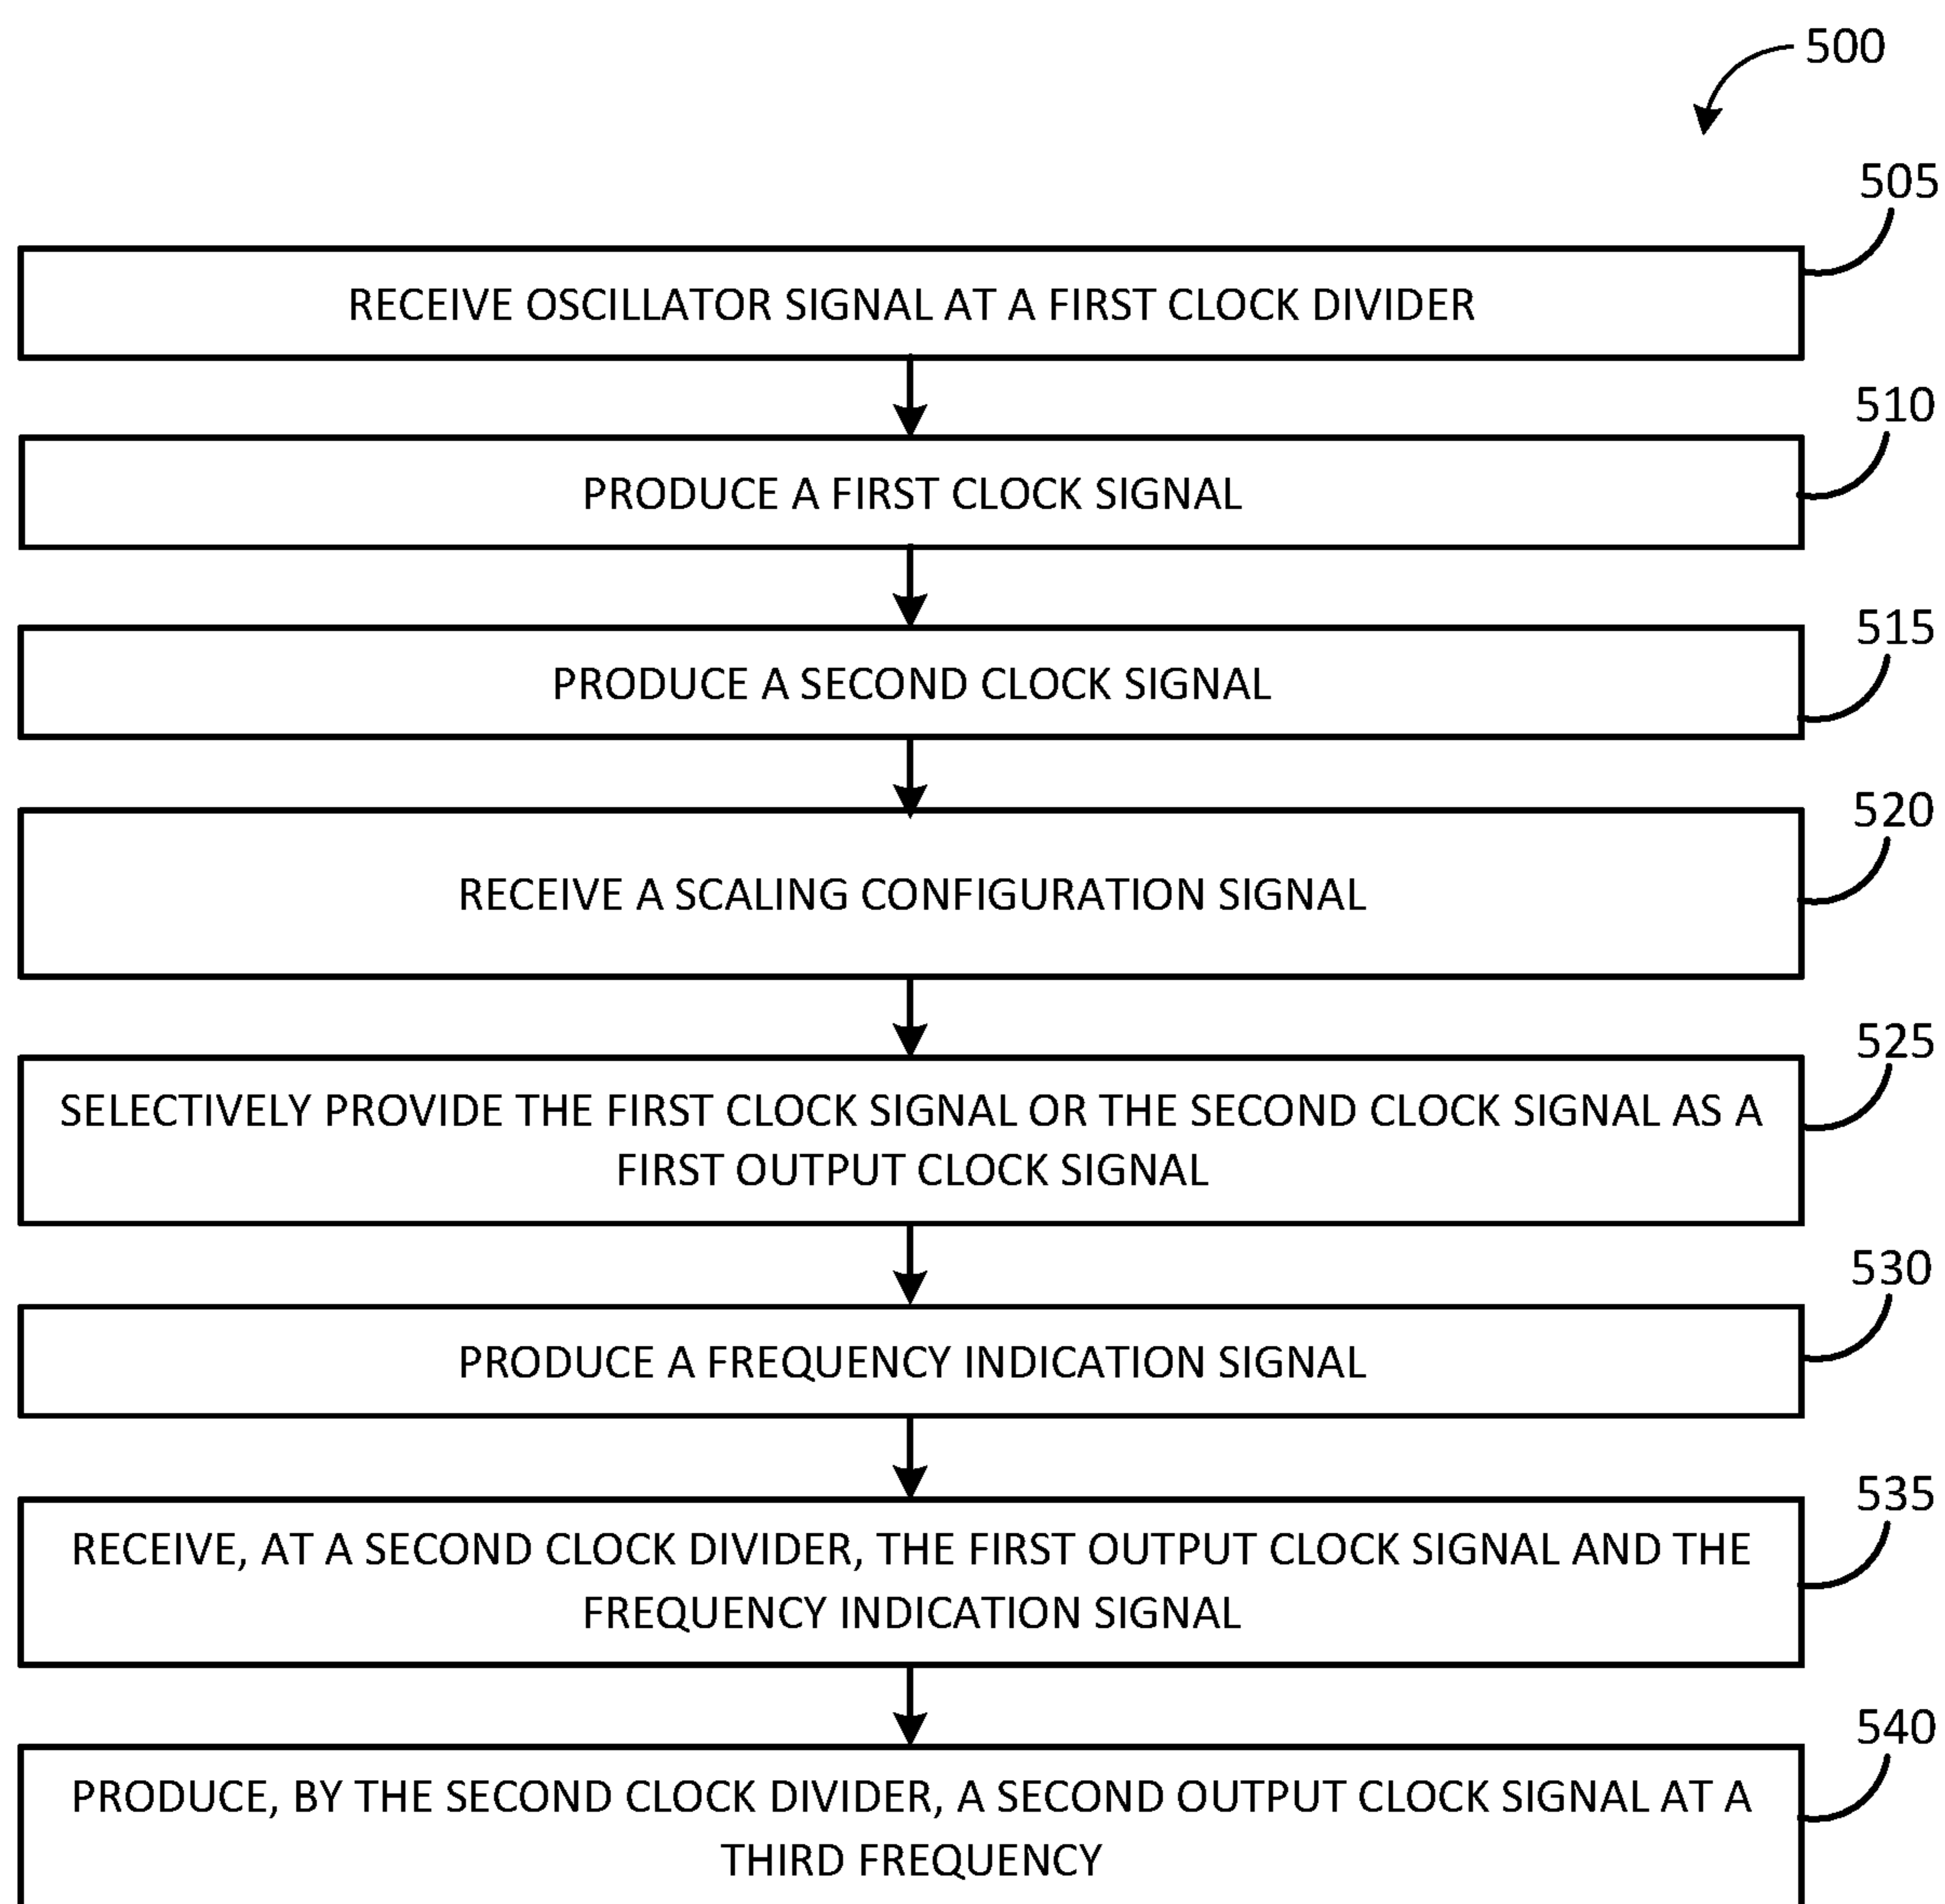 500
505
RECEIVE OSCILLATOR SIGNAL AT A FIRST CLOCK DIVIDER
510
PRODUCE A FIRST CLOCK SIGNAL
515
PRODUCE A SECOND CLOCK SIGNAL
520
RECEIVE A SCALING CONFIGURATION SIGNAL
525
SELECTIVELY PROVIDE THE FIRST CLOCK SIGNAL OR THE SECOND CLOCK SIGNAL AS A
FIRST OUTPUT CLOCK SIGNAL
530
PRODUCE A FREQUENCY INDICATION SIGNAL
535
RECEIVE, AT A SECOND CLOCK DIVIDER, THE FIRST OUTPUT CLOCK SIGNAL AND THE
FREQUENCY INDICATION SIGNAL
540
PRODUCE, BY THE SECOND CLOCK DIVIDER, A SECOND OUTPUT CLOCK SIGNAL AT A
THIRD FREQUENCY